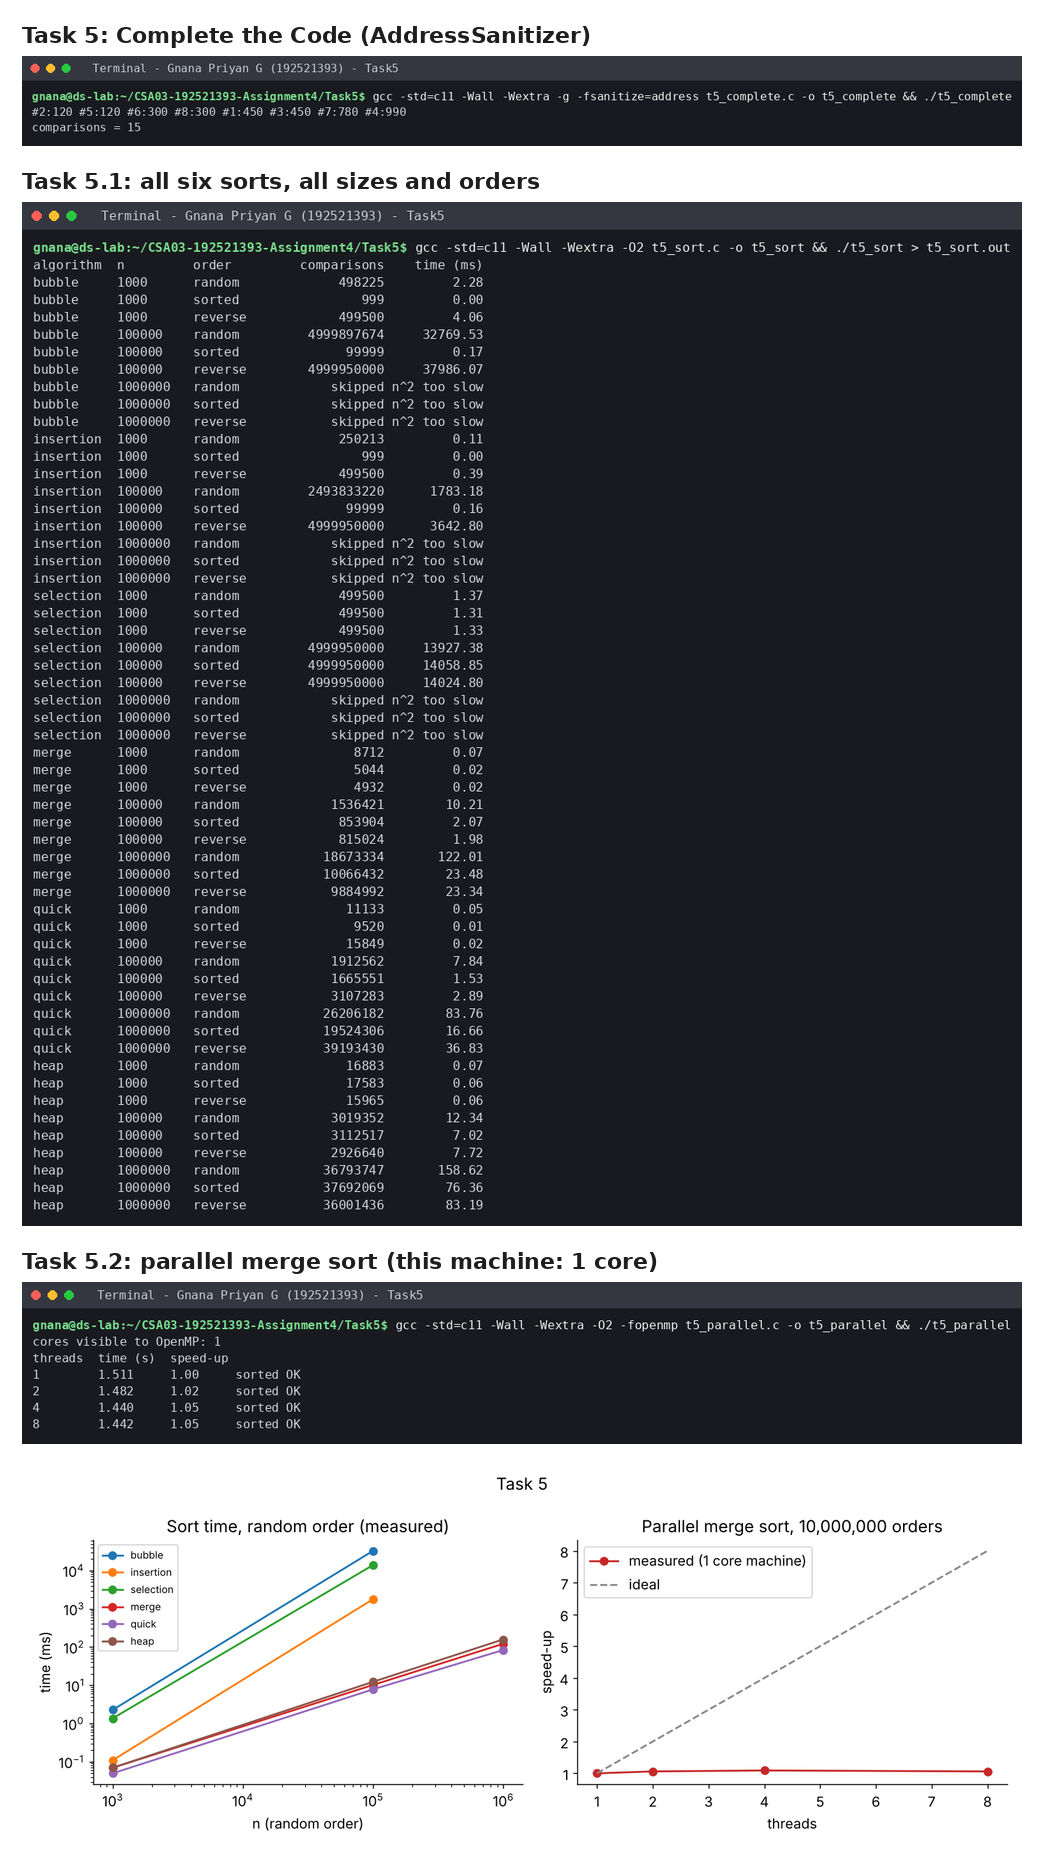 Task 5: Complete the Code (AddressSanitizer)
Terminal - Gnana Priyan G (192521393) - Task5
gnana@ds-lab:~/CSA03-192521393-Assignment4/Task5$ gcc -std=c11 -Wall -Wextra -g -fsanitize=address t5_complete.c -o t5_complete && ./t5_complete
#2:120 #5:120 #6:300 #8:300 #1:450 #3:450 #7:780 #4:990
comparisons = 15
Task 5.1: all six sorts, all sizes and orders
Terminal - Gnana Priyan G (192521393) - Task5
gnana@ds-lab:~/CSA03-192521393-Assignment4/Task5$ gcc -std=c11 -Wall -Wextra -O2 t5_sort.c -o t5_sort && ./t5_sort > t5_sort.out
algorithm n order comparisons time (ms)
bubble 1000 random 498225 2.28
bubble 1000 sorted 999 0.00
bubble 1000 reverse 499500 4.06
bubble 100000 random 4999897674 32769.53
bubble 100000 sorted 99999 0.17
bubble 100000 reverse 4999950000 37986.07
bubble 1000000 random skipped n^2 too slow
bubble 1000000 sorted skipped n^2 too slow
bubble 1000000 reverse skipped n^2 too slow
insertion 1000 random 250213 0.11
insertion 1000 sorted 999 0.00
insertion 1000 reverse 499500 0.39
insertion 100000 random 2493833220 1783.18
insertion 100000 sorted 99999 0.16
insertion 100000 reverse 4999950000 3642.80
insertion 1000000 random skipped n^2 too slow
insertion 1000000 sorted skipped n^2 too slow
insertion 1000000 reverse skipped n^2 too slow
selection 1000 random 499500 1.37
selection 1000 sorted 499500 1.31
selection 1000 reverse 499500 1.33
selection 100000 random 4999950000 13927.38
selection 100000 sorted 4999950000 14058.85
selection 100000 reverse 4999950000 14024.80
selection 1000000 random skipped n^2 too slow
selection 1000000 sorted skipped n^2 too slow
selection 1000000 reverse skipped n^2 too slow
merge 1000 random 8712 0.07
merge 1000 sorted 5044 0.02
merge 1000 reverse 4932 0.02
merge 100000 random 1536421 10.21
merge 100000 sorted 853904 2.07
merge 100000 reverse 815024 1.98
merge 1000000 random 18673334 122.01
merge 1000000 sorted 10066432 23.48
merge 1000000 reverse 9884992 23.34
quick 1000 random 11133 0.05
quick 1000 sorted 9520 0.01
quick 1000 reverse 15849 0.02
quick 100000 random 1912562 7.84
quick 100000 sorted 1665551 1.53
quick 100000 reverse 3107283 2.89
quick 1000000 random 26206182 83.76
quick 1000000 sorted 19524306 16.66
quick 1000000 reverse 39193430 36.83
heap 1000 random 16883 0.07
heap 1000 sorted 17583 0.06
heap 1000 reverse 15965 0.06
heap 100000 random 3019352 12.34
heap 100000 sorted 3112517 7.02
heap 100000 reverse 2926640 7.72
heap 1000000 random 36793747 158.62
heap 1000000 sorted 37692069 76.36
heap 1000000 reverse 36001436 83.19
Task 5.2: parallel merge sort (this machine: 1 core)
Terminal - Gnana Priyan G (192521393) - Task5
gnana@ds-lab:~/CSA03-192521393-Assignment4/Task5$ gcc -std=c11 -Wall -Wextra -O2 -fopenmp t5_parallel.c -o t5_parallel && ./t5_parallel
cores visible to OpenMP: 1
threads time (s) speed-up
1 1.511 1.00 sorted OK
2 1.482 1.02 sorted OK
4 1.440 1.05 sorted OK
8 1.442 1.05 sorted OK
Task 5
Sort time, random order (measured)
bubble
insertion
selection
merge
quick
heap
10⁴
10³
10²
10¹
10⁰
10⁻¹
time (ms)
10³ 10⁴ 10⁵ 10⁶
n (random order)
Parallel merge sort, 10,000,000 orders
measured (1 core machine)
ideal
8
7
6
5
4
3
2
1
speed-up
1 2 3 4 5 6 7 8
threads